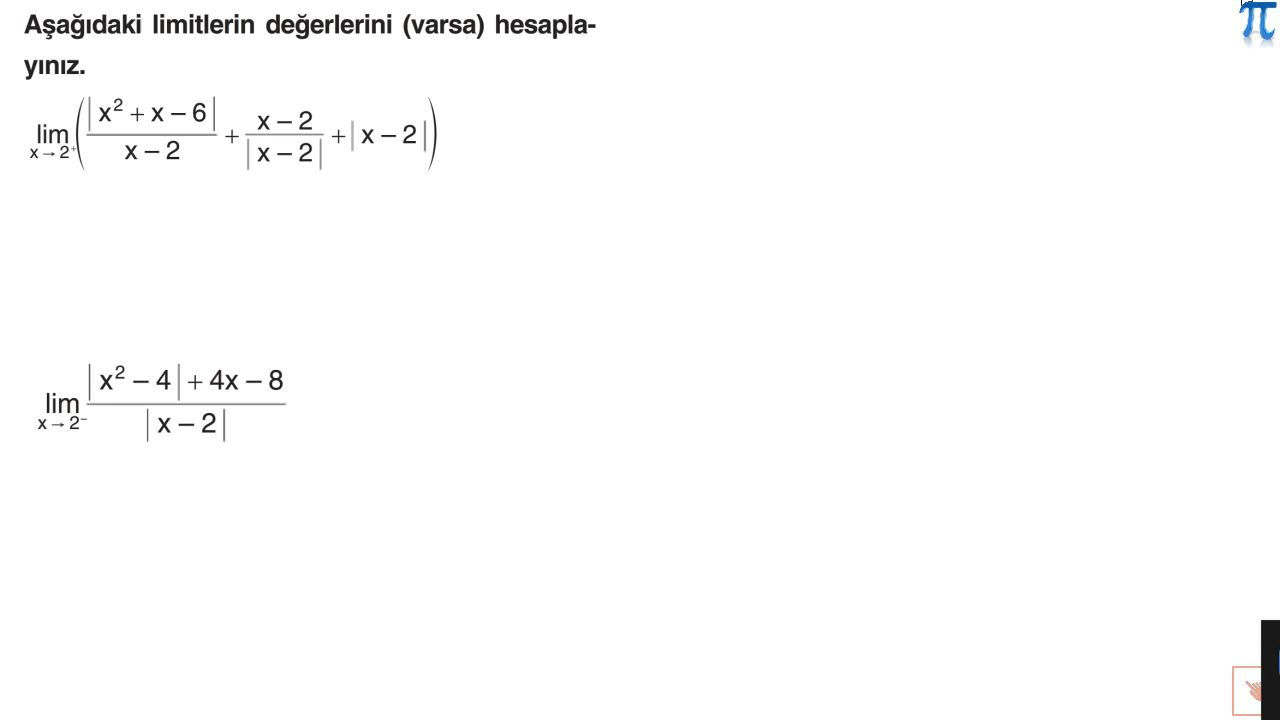 Aşağıdaki limitlerin değerlerini (varsa) hesapla-
yınız.
lim x→2⁺ ( |x² + x – 6| / x – 2 + x – 2 / |x – 2| + |x – 2| )
lim x→2⁻ |x² – 4| + 4x – 8 / |x – 2|
π